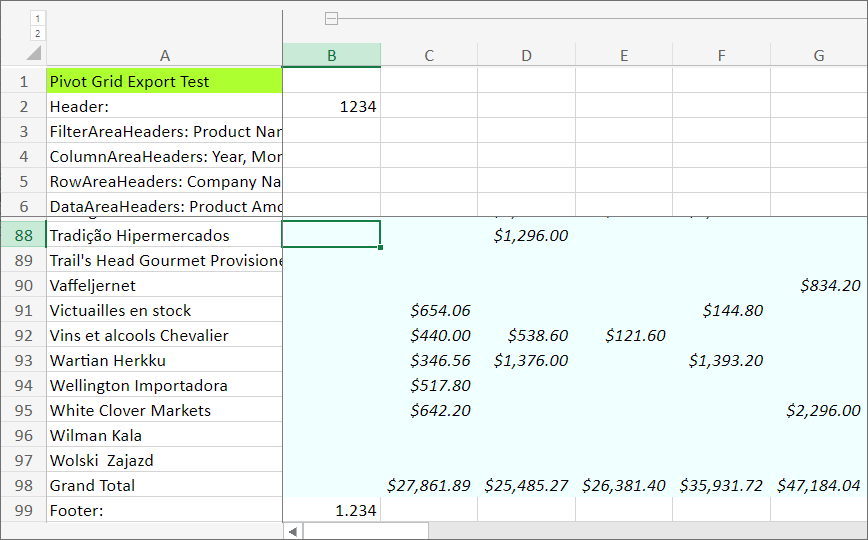 1
2
A B C D E F G
1 Pivot Grid Export Test
2 Header: 1234
3 FilterAreaHeaders: Product Nar
4 ColumnAreaHeaders: Year, Mor
5 RowAreaHeaders: Company Na
6 DataAreaHeaders: Product Amo
88 Tradição Hipermercados $1,296.00
89 Trail's Head Gourmet Provisione
90 Vaffeljernet $834.20
91 Victuailles en stock $654.06 $144.80
92 Vins et alcools Chevalier $440.00 $538.60 $121.60
93 Wartian Herkku $346.56 $1,376.00 $1,393.20
94 Wellington Importadora $517.80
95 White Clover Markets $642.20 $2,296.00
96 Wilman Kala
97 Wolski  Zajazd
98 Grand Total $27,861.89 $25,485.27 $26,381.40 $35,931.72 $47,184.04
99 Footer: 1.234